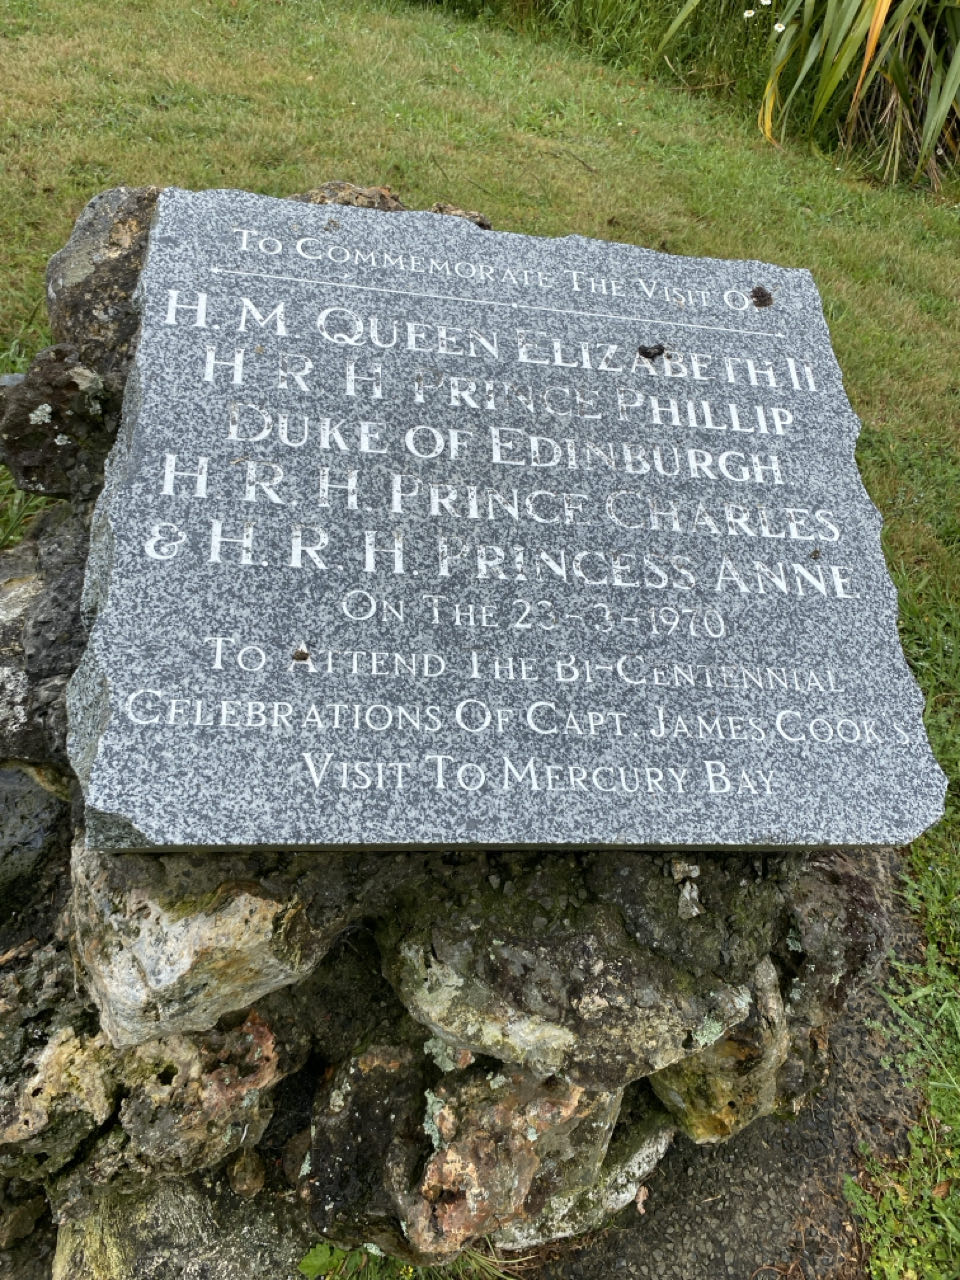 To Commemorate The Visit Of
H. M. Queen Elizabeth II
H R H Prince Phillip
Duke of Edinburgh
H. R. H. Prince Charles
& H. R. H. Princess Anne
On The 23-3-1970
To Attend The Bi-Centennial
Celebrations Of Capt. James Cook's
Visit To Mercury Bay